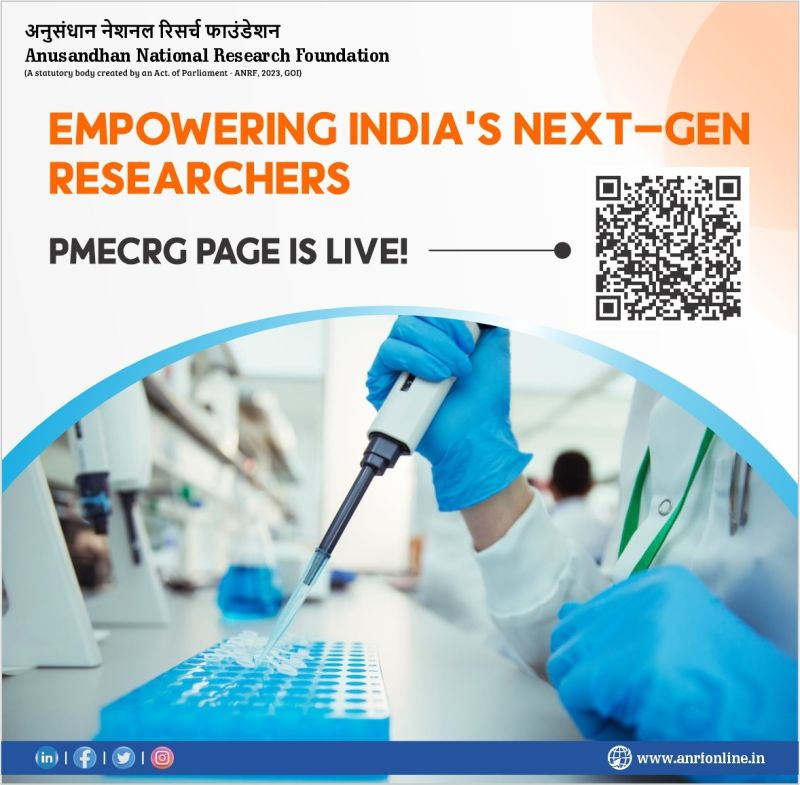 अनुसंधान नेशनल रिसर्च फाउंडेशन
Anusandhan National Research Foundation
(A statutory body created by an Act. of Parliament - ANRF, 2023, GOI)
EMPOWERING INDIA'S NEXT-GEN
RESEARCHERS
PMECRG PAGE IS LIVE!
www.anrfonline.in